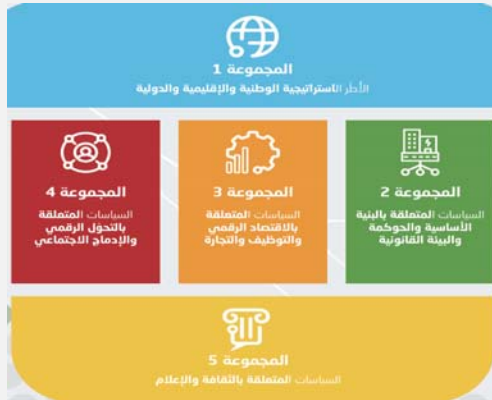 المجموعة 1
الأطر الاستراتيجية الوطنية والإقليمية والدولية
المجموعة 2
السياسات المتعلقة بالبنية
الأساسية والحوكمة
والبيئة القانونية
المجموعة 3
السياسات المتعلقة
بالاقتصاد الرقمي
والتوظيف والتجارة
المجموعة 4
السياسات المتعلقة
بالتحوّل الرقمي
والإدماج الاجتماعي
المجموعة 5
السياسات المتعلقة بالثقافة والإعلام